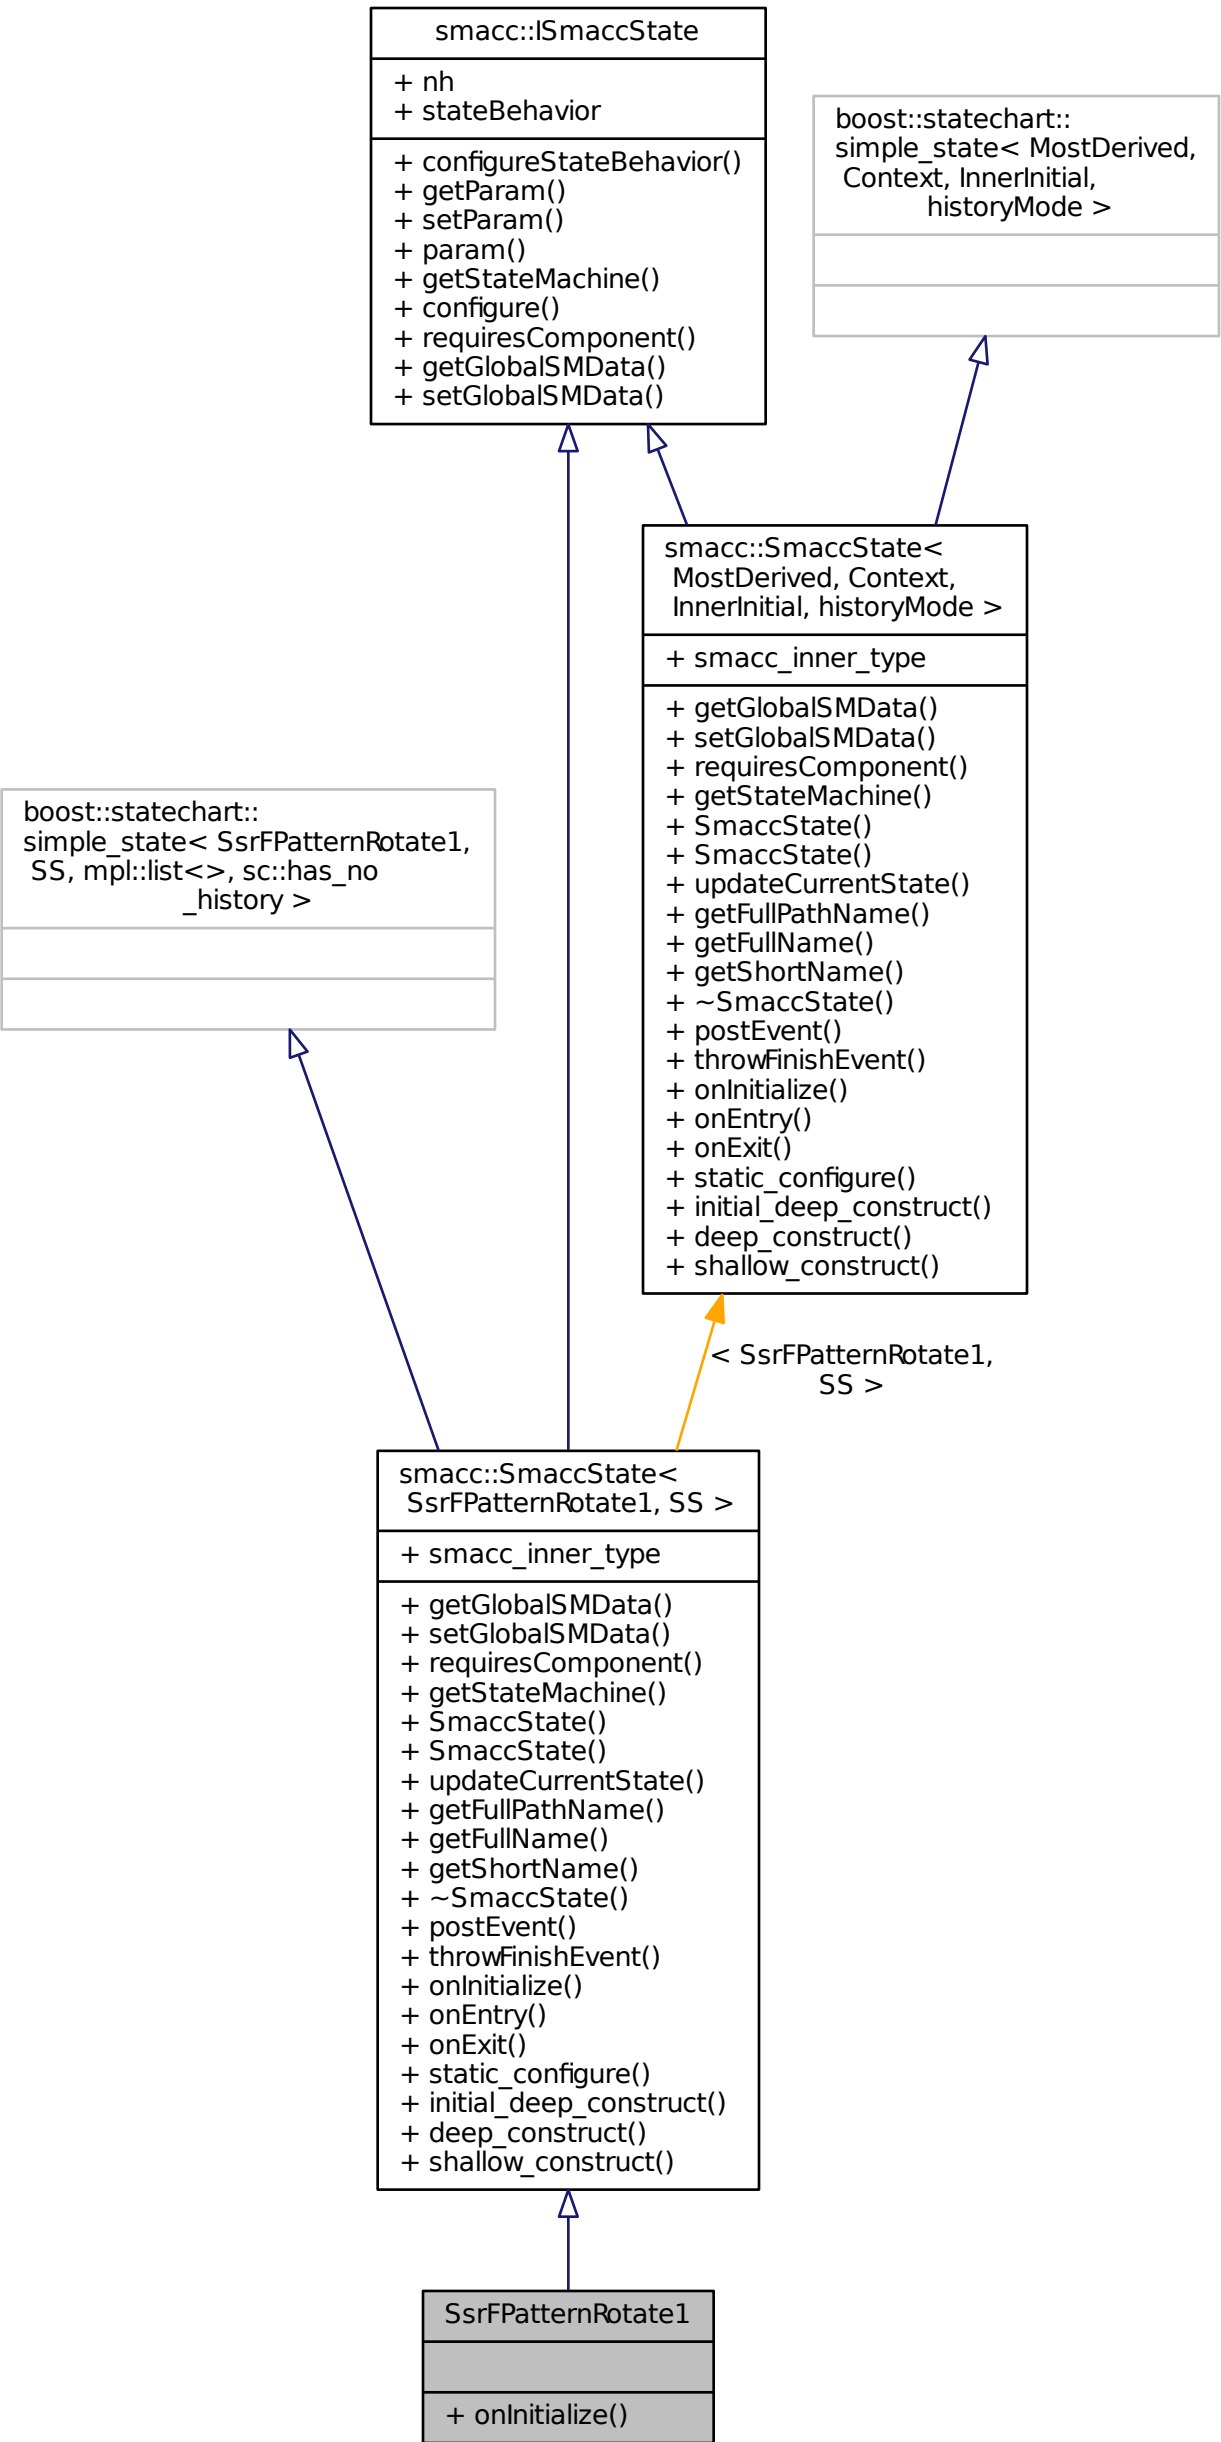 smacc::ISmaccState
+ nh
+ stateBehavior
+ configureStateBehavior()
+ getParam()
+ setParam()
+ param()
+ getStateMachine()
+ configure()
+ requiresComponent()
+ getGlobalSMData()
+ setGlobalSMData()
boost::statechart::
simple_state< MostDerived,
Context, InnerInitial,
historyMode >
smacc::SmaccState<
MostDerived, Context,
InnerInitial, historyMode >
+ smacc_inner_type
+ getGlobalSMData()
+ setGlobalSMData()
+ requiresComponent()
+ getStateMachine()
+ SmaccState()
+ SmaccState()
+ updateCurrentState()
+ getFullPathName()
+ getFullName()
+ getShortName()
+ ~SmaccState()
+ postEvent()
+ throwFinishEvent()
+ onInitialize()
+ onEntry()
+ onExit()
+ static_configure()
+ initial_deep_construct()
+ deep_construct()
+ shallow_construct()
boost::statechart::
simple_state< SsrFPatternRotate1,
SS, mpl::list<>, sc::has_no
_history >
< SsrFPatternRotate1,
SS >
smacc::SmaccState<
SsrFPatternRotate1, SS >
+ smacc_inner_type
+ getGlobalSMData()
+ setGlobalSMData()
+ requiresComponent()
+ getStateMachine()
+ SmaccState()
+ SmaccState()
+ updateCurrentState()
+ getFullPathName()
+ getFullName()
+ getShortName()
+ ~SmaccState()
+ postEvent()
+ throwFinishEvent()
+ onInitialize()
+ onEntry()
+ onExit()
+ static_configure()
+ initial_deep_construct()
+ deep_construct()
+ shallow_construct()
SsrFPatternRotate1
+ onInitialize()